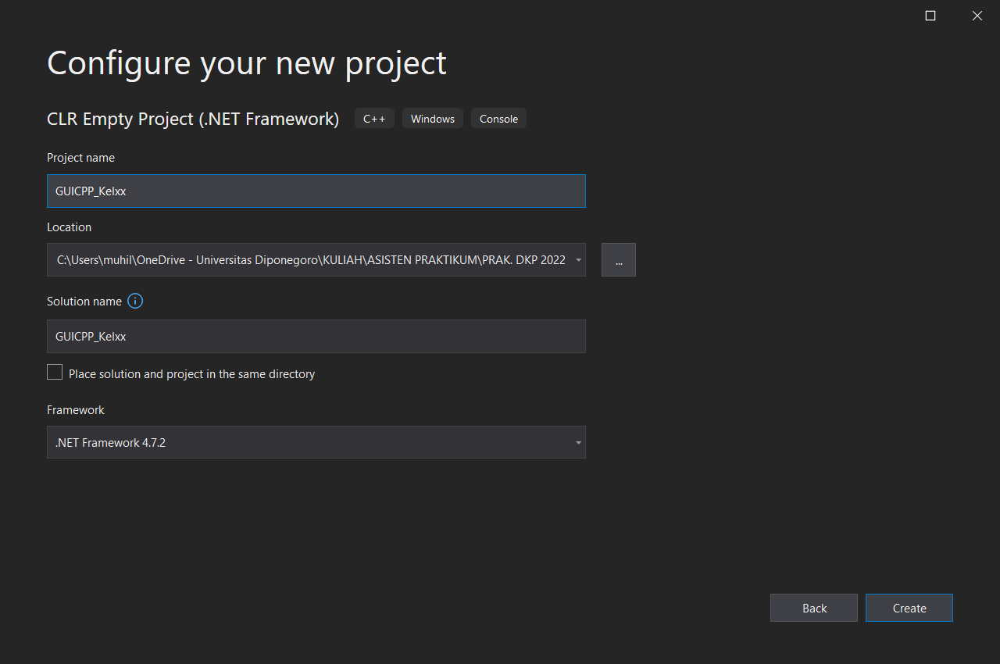 Configure your new project
CLR Empty Project (.NET Framework) C++ Windows Console
Project name
GUICPP_Kelxx
Location
C:\Users\muhil\OneDrive - Universitas Diponegoro\KULIAH\ASISTEN PRAKTIKUM\PRAK. DKP 2022
...
Solution name
GUICPP_Kelxx
Place solution and project in the same directory
Framework
.NET Framework 4.7.2
Back Create